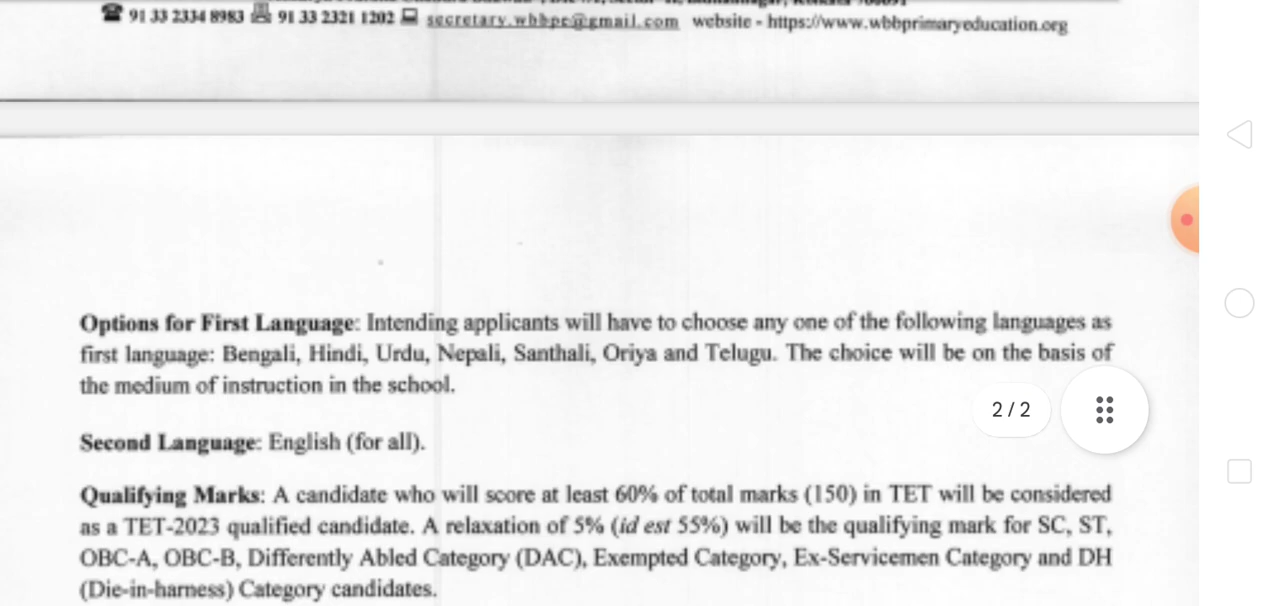 91 33 2334 8983 91 33 2321 1202 secretary.wbbpe@gmail.com website - https://www.wbbprimaryeducation.org
Options for First Language: Intending applicants will have to choose any one of the following languages as
first language: Bengali, Hindi, Urdu, Nepali, Santhali, Oriya and Telugu. The choice will be on the basis of
the medium of instruction in the school.
2 / 2
Second Language: English (for all).
Qualifying Marks: A candidate who will score at least 60% of total marks (150) in TET will be considered
as a TET-2023 qualified candidate. A relaxation of 5% (id est 55%) will be the qualifying mark for SC, ST,
OBC-A, OBC-B, Differently Abled Category (DAC), Exempted Category, Ex-Servicemen Category and DH
(Die-in-harness) Category candidates.